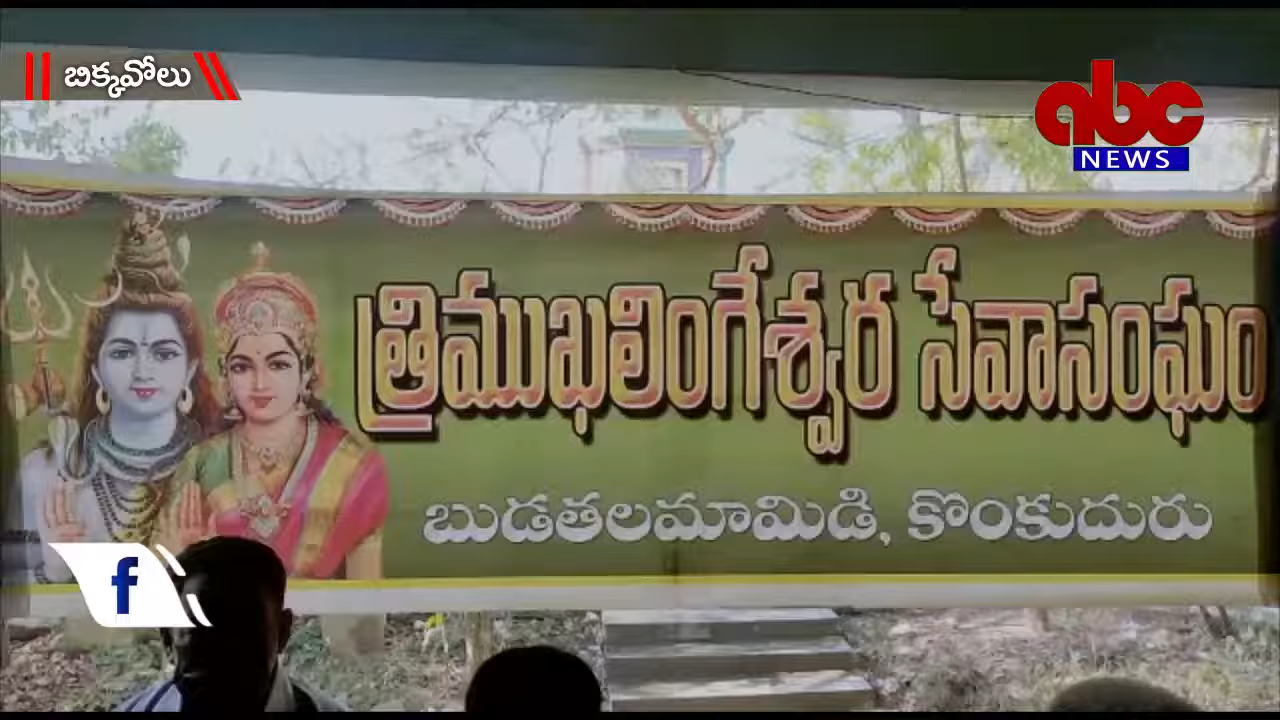 బిక్కవోలు
abc
NEWS
త్రిముఖలింగేశ్వర సేవాసంఘం
బుడతలమామిడి, కొంకుదురు
f